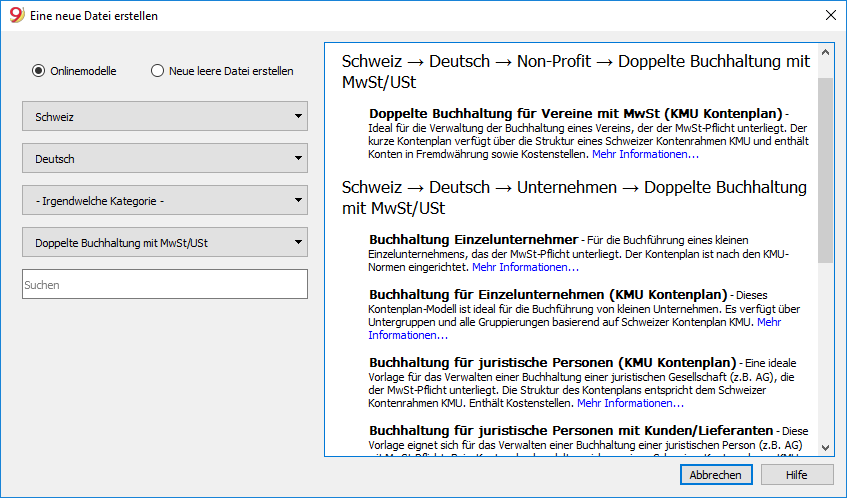 Eine neue Datei erstellen
Onlinemodelle
Neue leere Datei erstellen
Schweiz
Deutsch
- Irgendwelche Kategorie -
Doppelte Buchhaltung mit MwSt/USt
Suchen
Schweiz → Deutsch → Non-Profit → Doppelte Buchhaltung mit
MwSt/USt
Doppelte Buchhaltung für Vereine mit MwSt (KMU Kontenplan) -
Ideal für die Verwaltung der Buchhaltung eines Vereins, der der MwSt-Pflicht unterliegt. Der
kurze Kontenplan verfügt über die Struktur eines Schweizer Kontenrahmen KMU und enthält
Konten in Fremdwährung sowie Kostenstellen. Mehr Informationen...
Schweiz → Deutsch → Unternehmen → Doppelte Buchhaltung
mit MwSt/USt
Buchhaltung Einzelunternehmer - Für die Buchführung eines kleinen
Einzelunternehmens, das der MwSt-Pflicht unterliegt. Der Kontenplan ist nach den KMU-
Normen eingerichtet. Mehr Informationen...
Buchhaltung für Einzelunternehmen (KMU Kontenplan) - Dieses
Kontenplan-Modell ist ideal für die Buchführung von kleinen Unternehmen. Es verfügt über
Untergruppen und alle Gruppierungen basierend auf Schweizer Kontenplan KMU. Mehr
Informationen...
Buchhaltung für juristische Personen (KMU Kontenplan) - Eine ideale
Vorlage für das Verwalten einer Buchhaltung einer juristischen Gesellschaft (z.B. AG), die
der MwSt-Pflicht unterliegt. Die Struktur des Kontenplans entspricht dem Schweizer
Kontenrahmen KMU. Enthält Kostenstellen. Mehr Informationen...
Buchhaltung für juristische Personen mit Kunden/Lieferanten - Diese
Vorlage eignet sich für das Verwalten einer Buchhaltung einer juristischen Person (z.B. AG)
Abbrechen
Hilfe